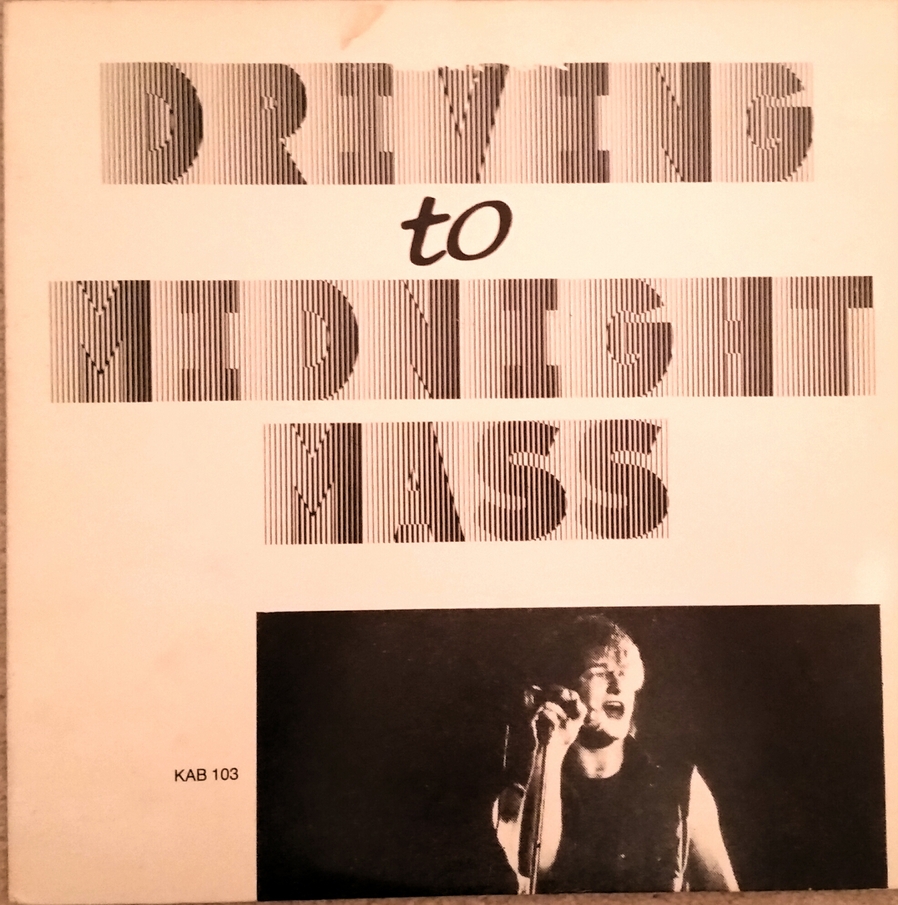 DRIVING
to
MIDNIGHT
MASS
KAB 103